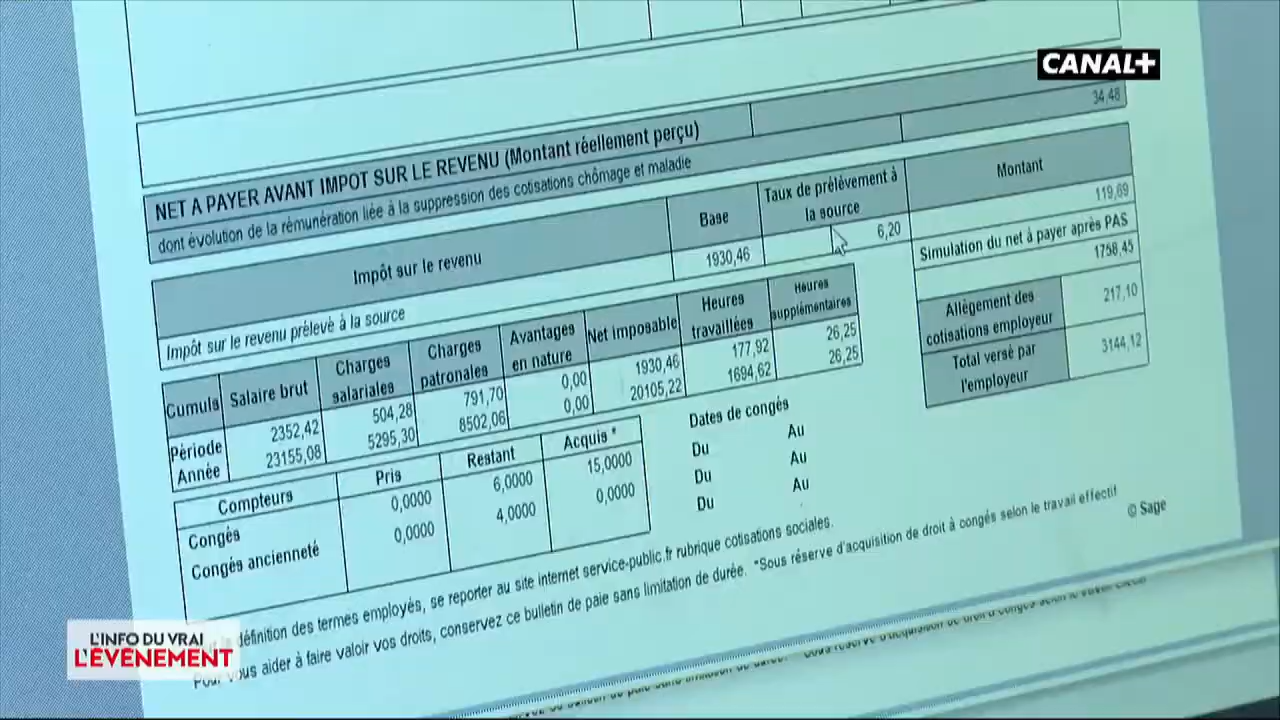 CANAL+
NET A PAYER AVANT IMPOT SUR LE REVENU (Montant réellement perçu)
dont évolution de la rémunération liée à la suppression des cotisations chômage et maladie
34,48
Impôt sur le revenu
Base
Taux de prélèvement à
la source
Montant
Impôt sur le revenu prélevé à la source
1930,46
6,20
119,69
Simulation du net à payer après PAS
1758,45
Allègement des
cotisations employeur
217,10
Total versé par
l'employeur
3144,12
Cumuls
Salaire brut
Charges
salariales
Charges
patronales
Avantages
en nature
Net imposable
Heures
travaillées
Heures
supplémentaires
Période
2352,42
504,28
791,70
0,00
1930,46
177,92
26,25
Année
23155,08
5295,30
8502,06
0,00
20105,22
1694,62
26,25
Compteurs
Pris
Restant
Acquis *
Congés
0,0000
6,0000
15,0000
Congés ancienneté
0,0000
4,0000
0,0000
Dates de congés
Du
Au
Du
Au
Du
Au
définition des termes employés, se reporter au site internet service-public.fr rubrique cotisations sociales.
Pour vous aider à faire valoir vos droits, conservez ce bulletin de paie sans limitation de durée. *Sous réserve d'acquisition de droit à congés selon le travail effectif
© Sage
L'INFO DU VRAI
L'ÉVÉNEMENT